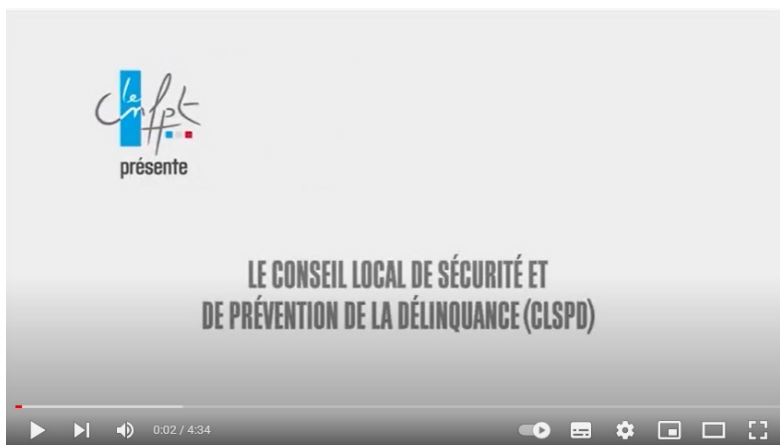 le
cnfpt
présente
LE CONSEIL LOCAL DE SÉCURITÉ ET
DE PRÉVENTION DE LA DÉLINQUANCE (CLSPD)
0:02 / 4:34